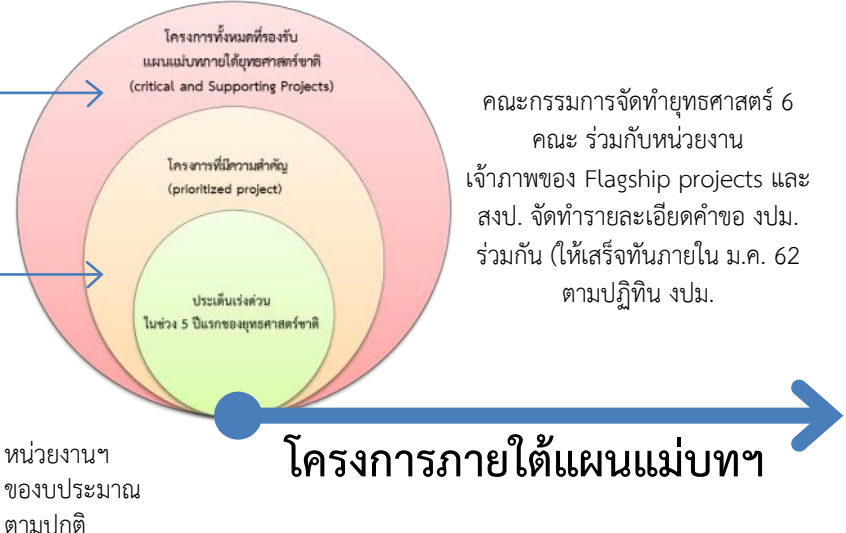 โครงการทั้งหมดที่รองรับ
แผนแม่บทภายใต้ยุทธศาสตร์ชาติ
(critical and Supporting Projects)
โครงการที่มีความสำคัญ
(prioritized project)
ประเด็นเร่งด่วน
ในช่วง 5 ปีแรกของยุทธศาสตร์ชาติ
คณะกรรมการจัดทำยุทธศาสตร์ 6
คณะ ร่วมกับหน่วยงาน
เจ้าภาพของ Flagship projects และ
สงป. จัดทำรายละเอียดคำขอ งปม.
ร่วมกัน (ให้เสร็จทันภายใน ม.ค. 62
ตามปฏิทิน งปม.
โครงการภายใต้แผนแม่บทฯ
หน่วยงานฯ
ของบประมาณ
ตามปกติ